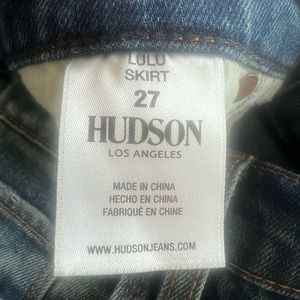 LULU
SKIRT
27
HUDSON
LOS ANGELES
MADE IN CHINA
HECHO EN CHINA
FABRIQUÉ EN CHINE
WWW.HUDSONJEANS.COM